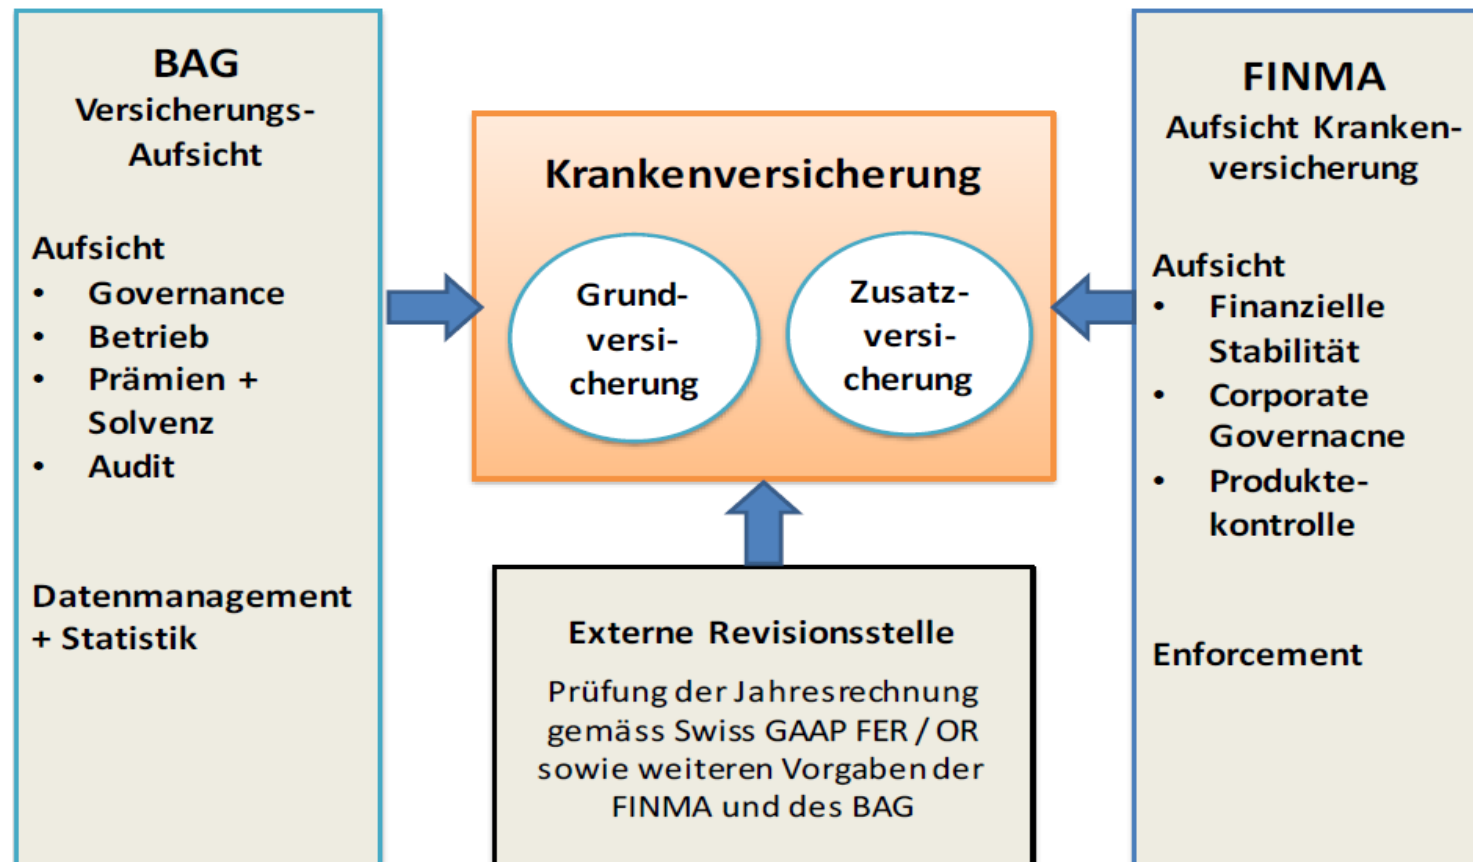 BAG
Versicherungs-
Aufsicht
Aufsicht
• Governance
• Betrieb
• Prämien +
Solvenz
• Audit
Datenmanagement
+ Statistik
Krankenversicherung
Grund-
versi-
cherung
Zusatz-
versi-
cherung
Externe Revisionsstelle
Prüfung der Jahresrechnung
gemäss Swiss GAAP FER / OR
sowie weiteren Vorgaben der
FINMA und des BAG
FINMA
Aufsicht Kranken-
versicherung
Aufsicht
• Finanzielle
Stabilität
• Corporate
Governacne
• Produkte-
kontrolle
Enforcement